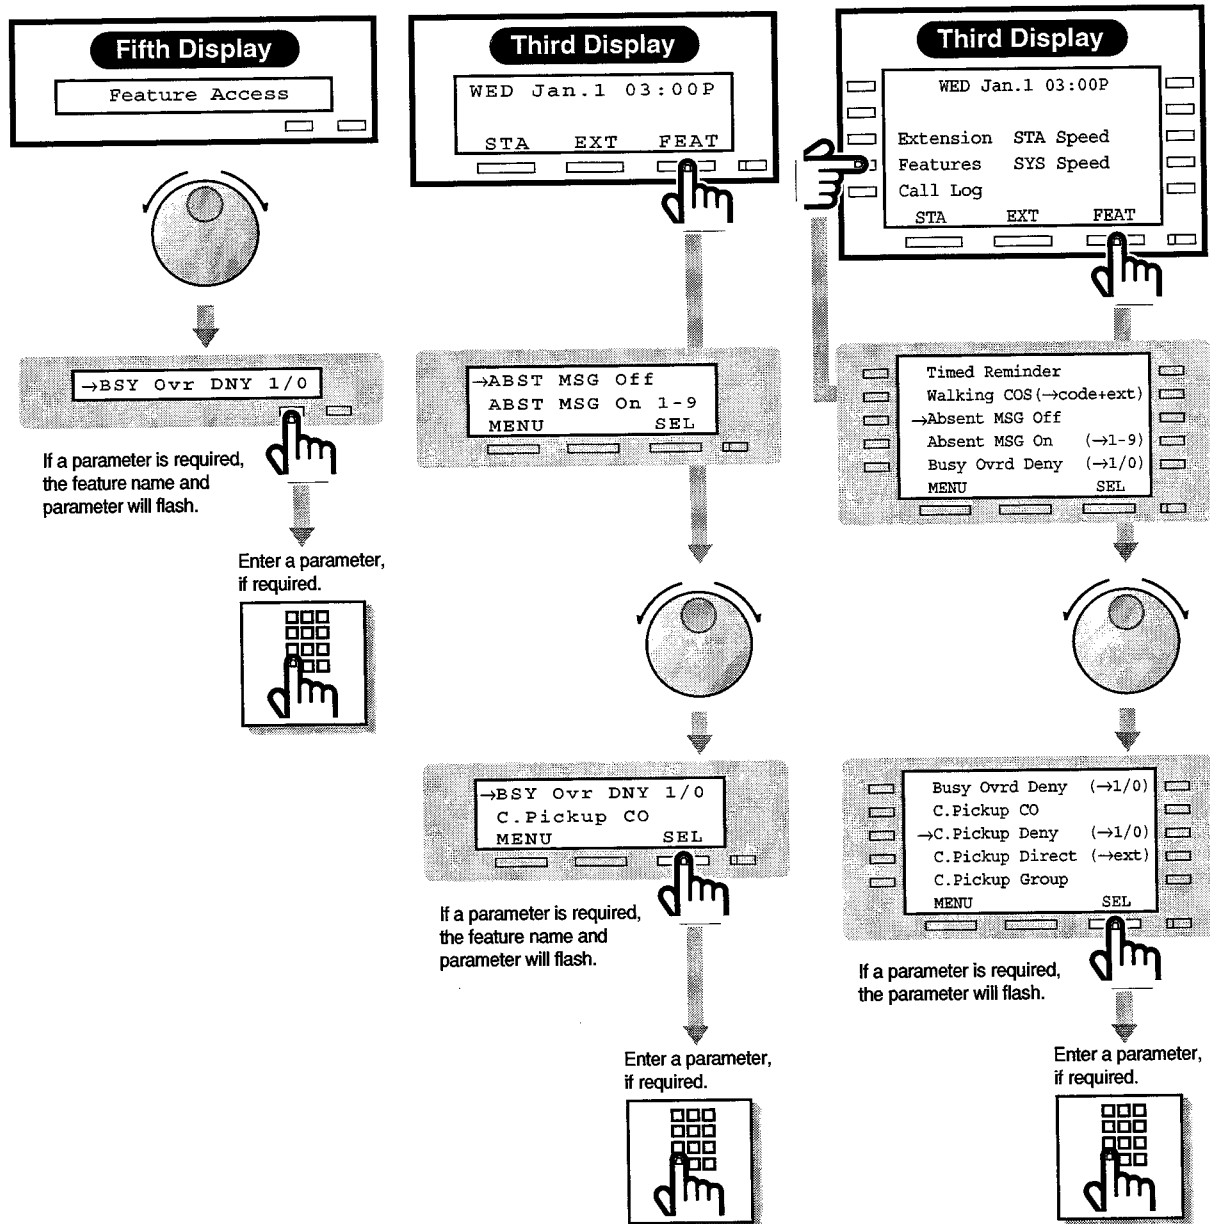 Fifth Display
Feature Access
→BSY Ovr DNY 1/0
If a parameter is required,
the feature name and
parameter will flash.
Enter a parameter,
if required.
Third Display
WED Jan.1 03:00P
STA EXT FEAT
→ABST MSG Off
ABST MSG On 1-9
MENU SEL
→BSY Ovr DNY 1/0
C.Pickup CO
MENU SEL
If a parameter is required,
the feature name and
parameter will flash.
Enter a parameter,
if required.
Third Display
WED Jan.1 03:00P
Extension STA Speed
Features SYS Speed
Call Log
STA EXT FEAT
Timed Reminder
Walking COS(→code+ext)
→Absent MSG Off
Absent MSG On (→1-9)
Busy Ovrd Deny (→1/0)
MENU SEL
Busy Ovrd Deny (→1/0)
C.Pickup CO
→C.Pickup Deny (→1/0)
C.Pickup Direct (→ext)
C.Pickup Group
MENU SEL
If a parameter is required,
the parameter will flash.
Enter a parameter,
if required.